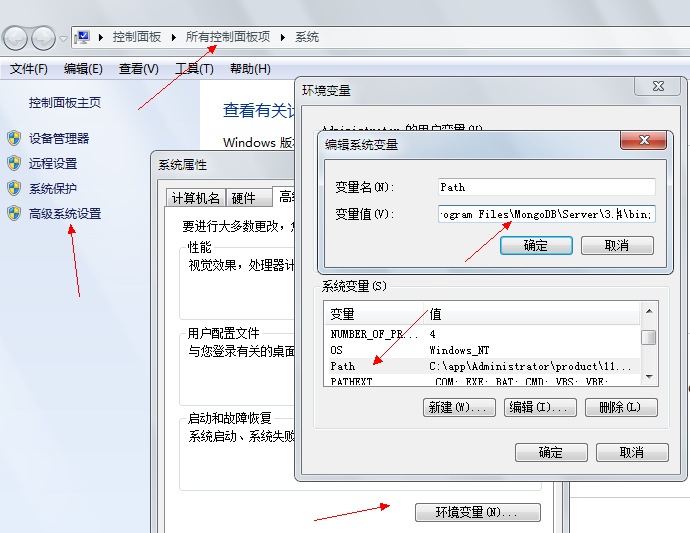 控制面板 ▸ 所有控制面板项 ▸ 系统
文件(F) 编辑(E) 查看(V) 工具(T) 帮助(H)
控制面板主页
设备管理器
远程设置
系统保护
高级系统设置
查看有关
Windows 版
系统属性
计算机名
硬件
要进行大多数更改,
性能
视觉效果,处理器计
用户配置文件
与您登录有关的桌面
启动和故障恢复
系统启动、系统失败
环境变量(N)...
环境变量
Administrator 的用户变量(U)
编辑系统变量
变量名(N): Path
变量值(V): ogram Files\MongoDB\Server\3.4\bin;
确定 取消
系统变量(S)
变量 值
NUMBER_OF_PR... 4
OS Windows_NT
Path C:\app\Administrator\product\11...
PATHEXT .COM;.EXE;.BAT;.CMD;.VBS;.VBE;
新建(W)... 编辑(I)... 删除(L)
确定 取消